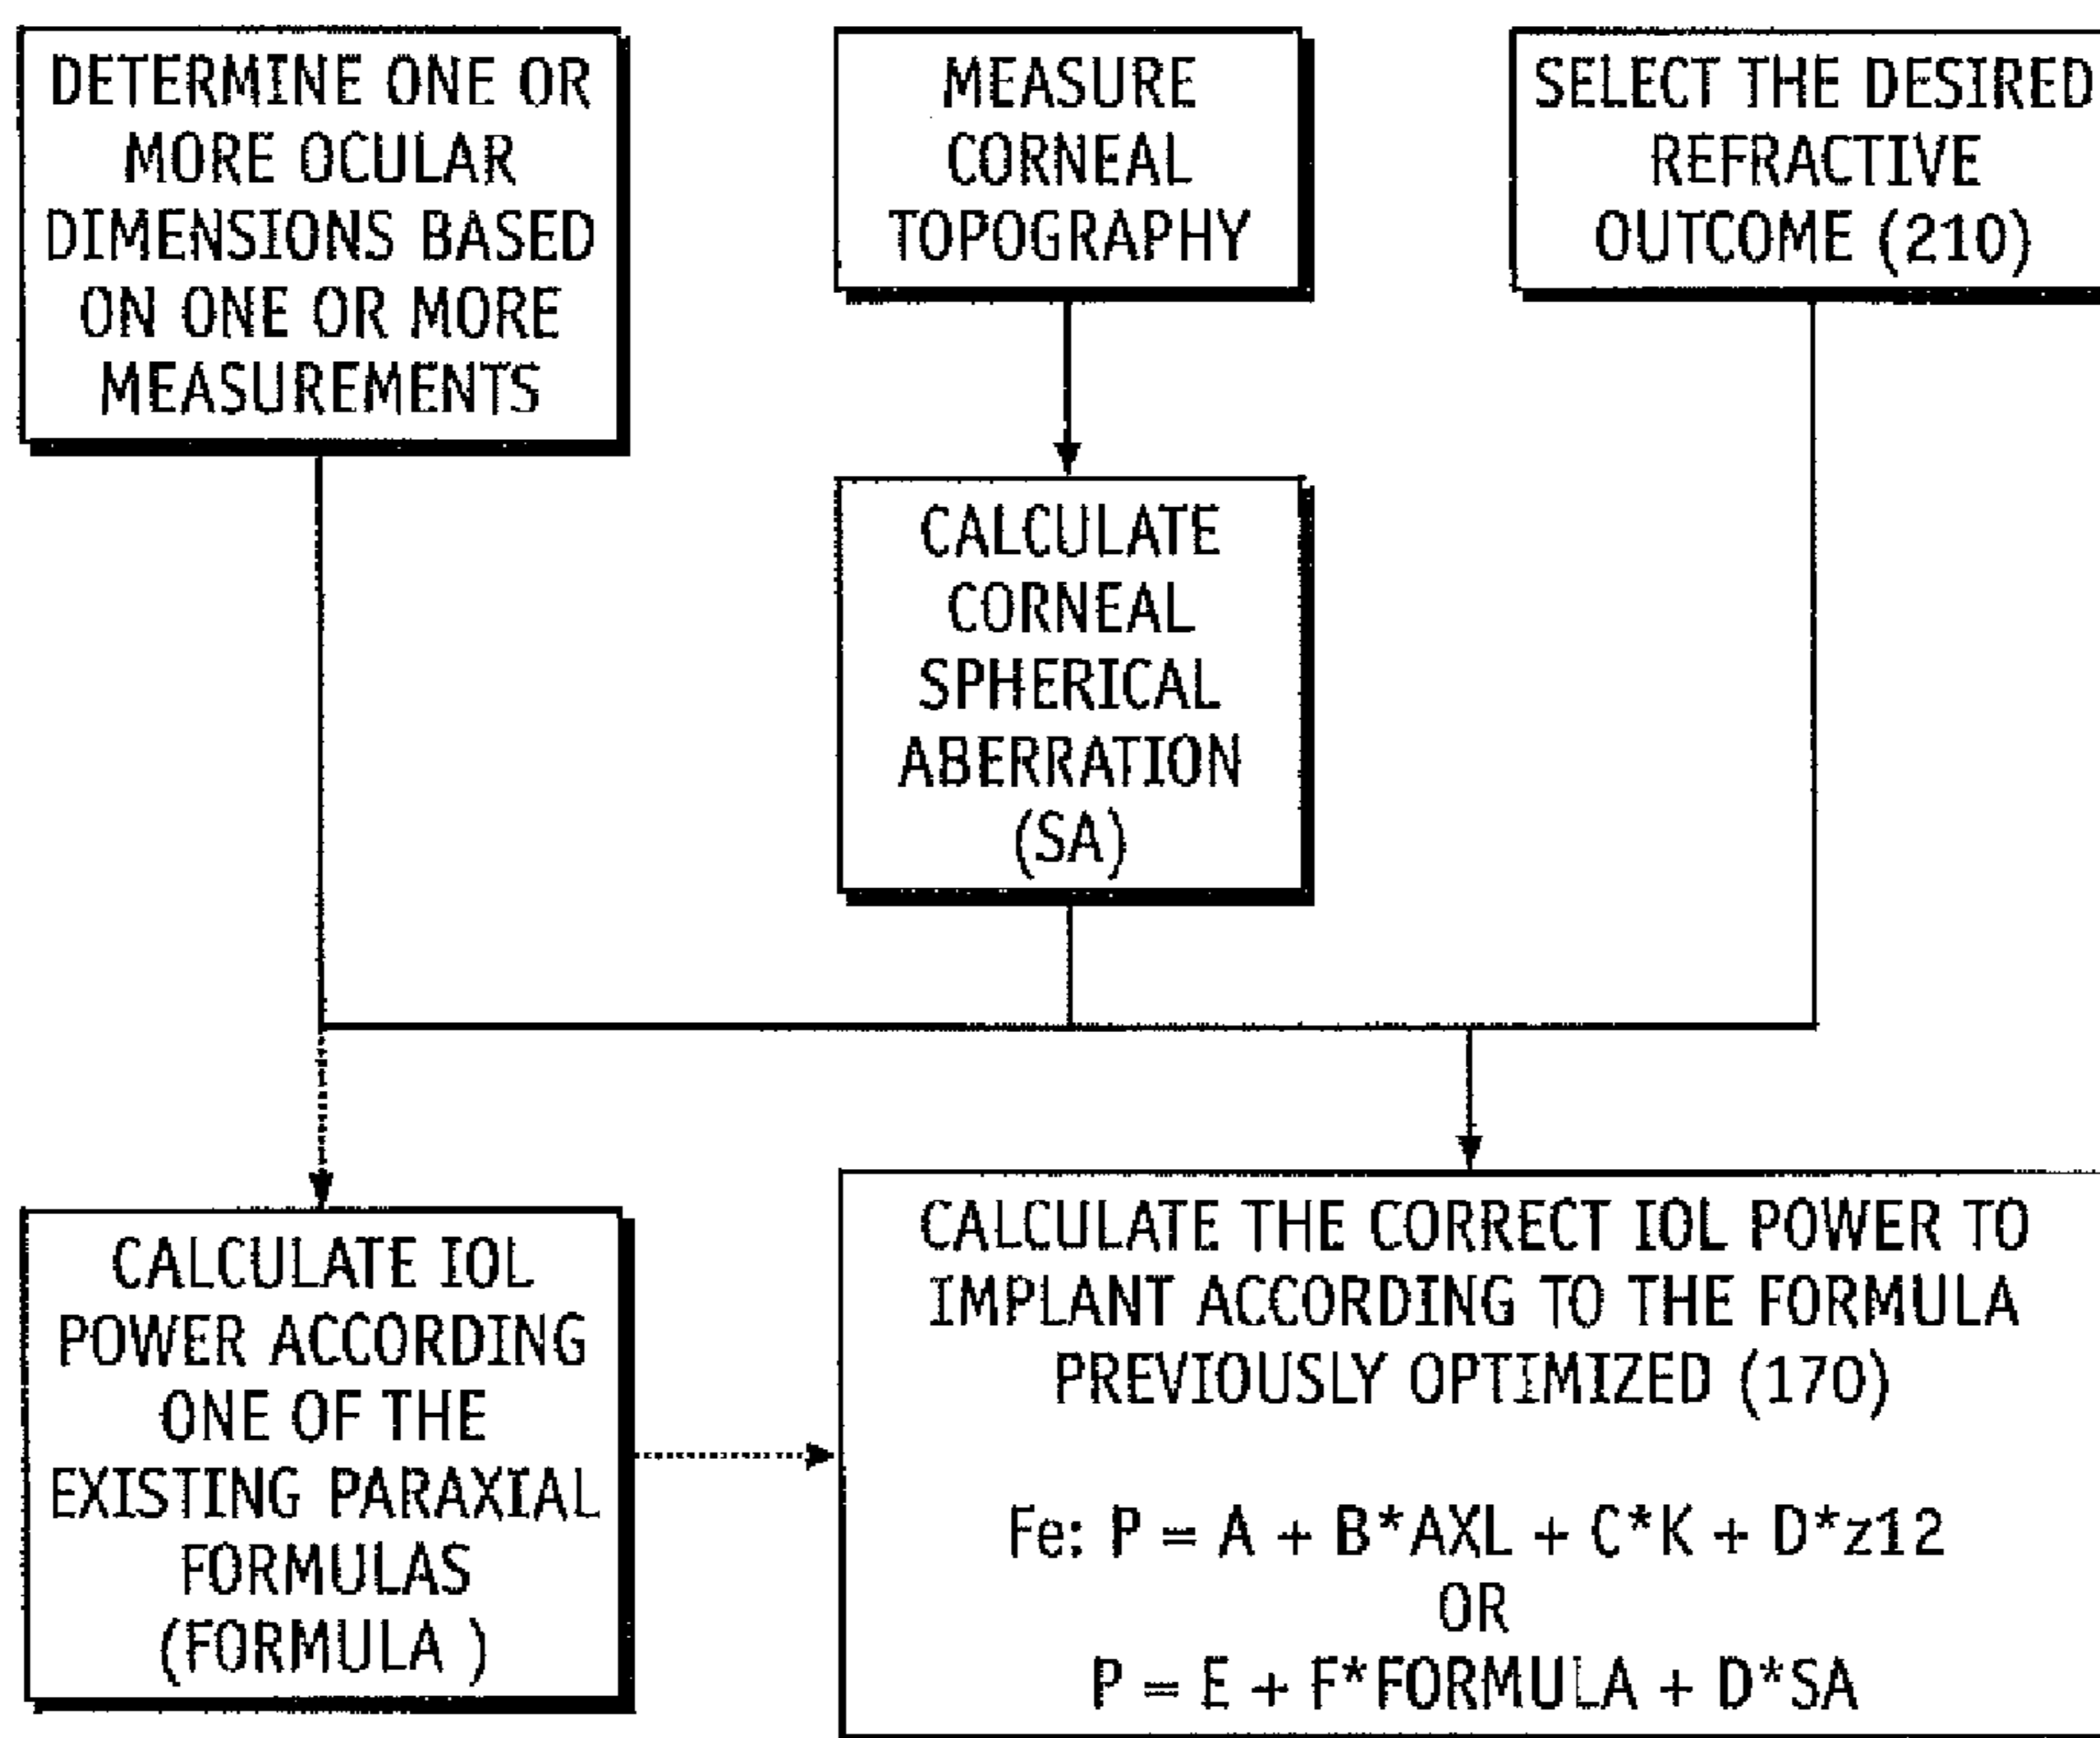 DETERMINE ONE OR
MORE OCULAR
DIMENSIONS BASED
ON ONE OR MORE
MEASUREMENTS
MEASURE
CORNEAL
TOPOGRAPHY
SELECT THE DESIRED
REFRACTIVE
OUTCOME (210)
CALCULATE
CORNEAL
SPHERICAL
ABERRATION
(SA)
CALCULATE IOL
POWER ACCORDING
ONE OF THE
EXISTING PARAXIAL
FORMULAS
(FORMULA )
CALCULATE THE CORRECT IOL POWER TO
IMPLANT ACCORDING TO THE FORMULA
PREVIOUSLY OPTIMIZED (170)
Fe: P = A + B*AXL + C*K + D*z12
OR
P = E + F*FORMULA + D*SA